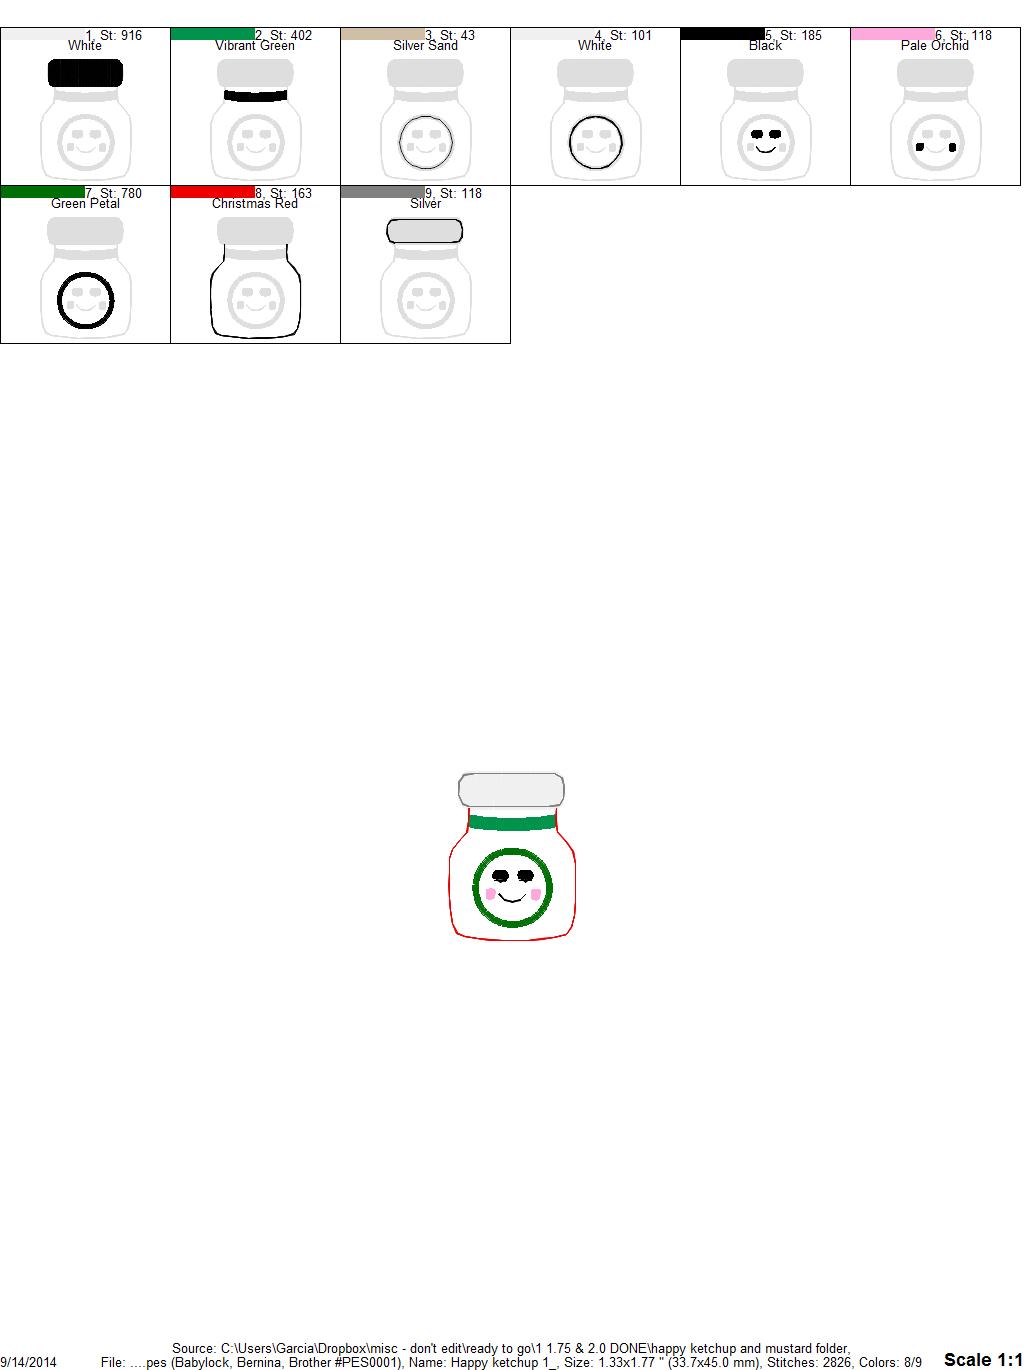 1, St: 916
White
2, St: 402
Vibrant Green
3, St: 43
Silver Sand
4, St: 101
White
5, St: 185
Black
6, St: 118
Pale Orchid
7, St: 780
Green Petal
8, St: 163
Christmas Red
9, St: 118
Silver
Source: C:\Users\Garcia\Dropbox\misc - don't edit\ready to go\1 1.75 & 2.0 DONE\happy ketchup and mustard folder,
9/14/2014 File: ....pes (Babylock, Bernina, Brother #PES0001), Name: Happy ketchup 1_, Size: 1.33x1.77 " (33.7x45.0 mm), Stitches: 2826, Colors: 8/9 Scale 1:1